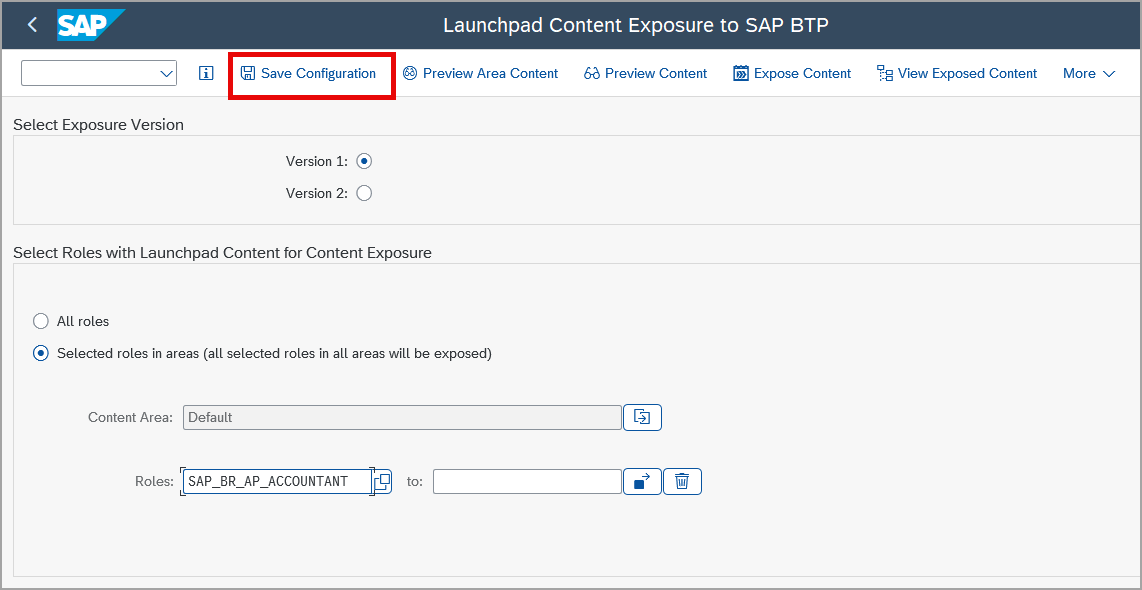 SAP Launchpad Content Exposure to SAP BTP
Save Configuration Preview Area Content Preview Content Expose Content View Exposed Content More
Select Exposure Version
Version 1:
Version 2:
Select Roles with Launchpad Content for Content Exposure
All roles
Selected roles in areas (all selected roles in all areas will be exposed)
Content Area: Default
Roles: SAP_BR_AP_ACCOUNTANT to: